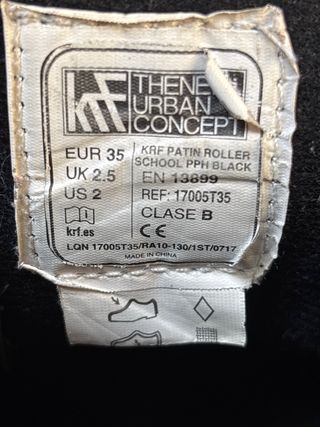 KRF
THE NEW
URBAN
CONCEPT
EUR 35
UK 2.5
US 2
krf.es
KRF PATIN ROLLER
SCHOOL PPH BLACK
EN 13899
REF: 17005T35
CLASE B
CE
LQN 17005T35/RA10-130/1ST/0717
MADE IN CHINA